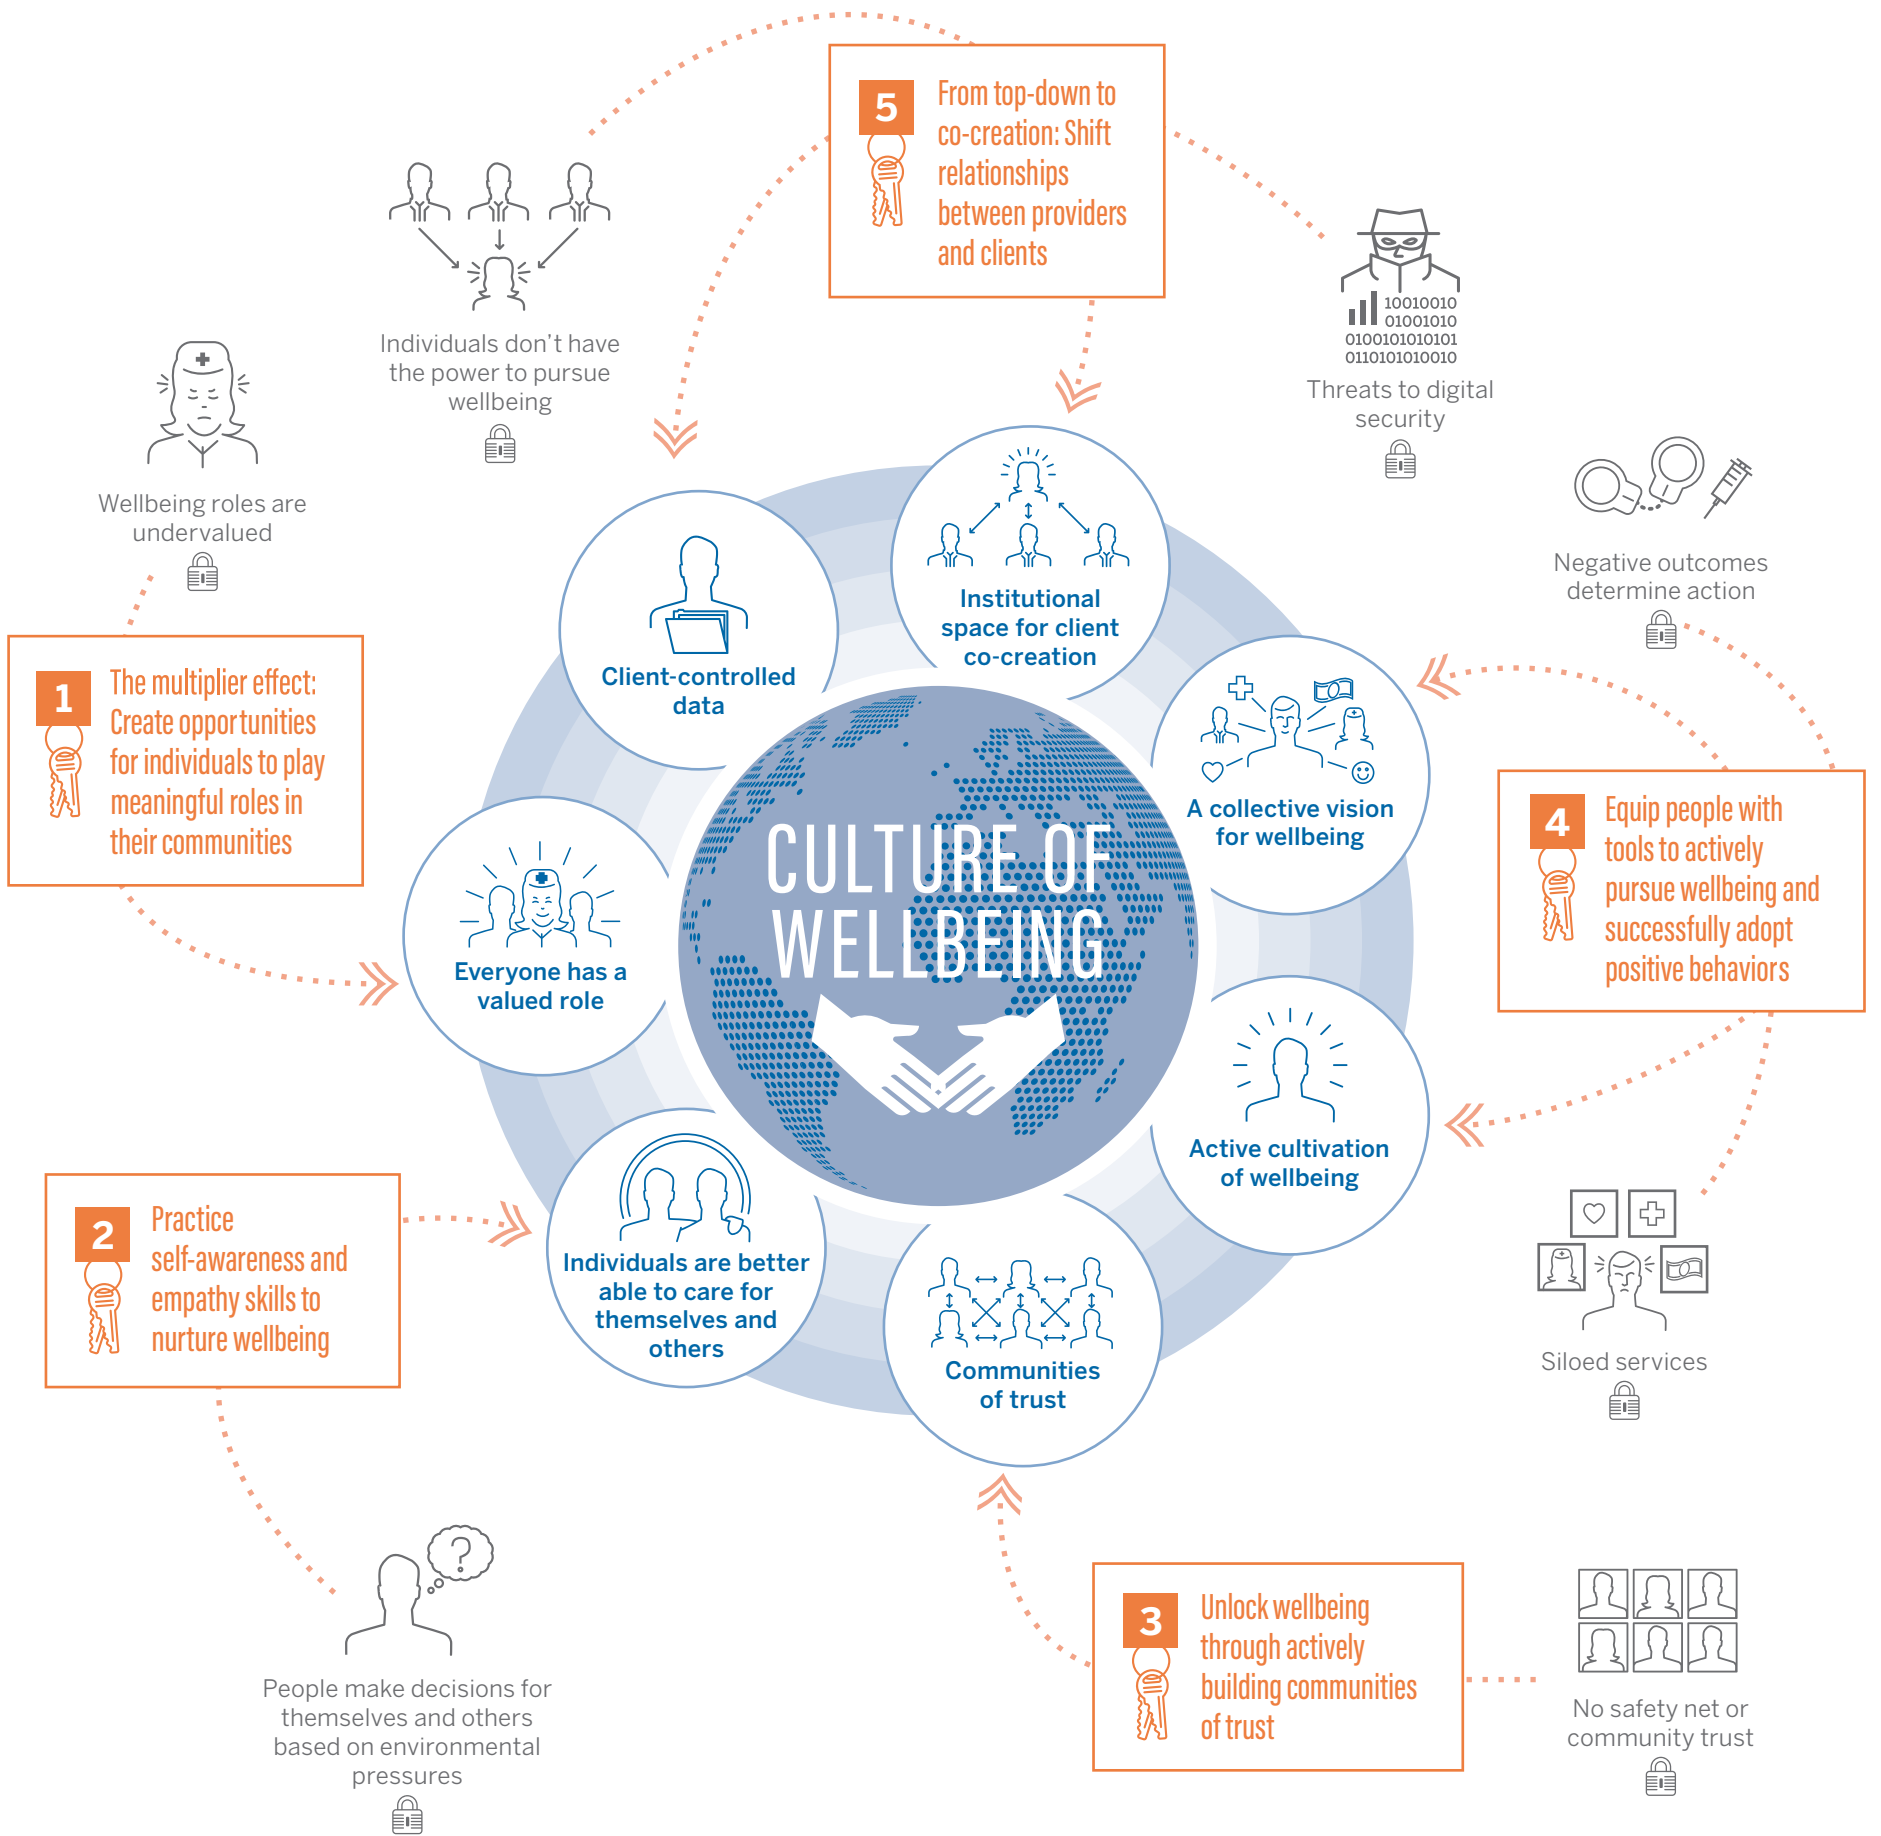 5
From top-down to
co-creation: Shift
relationships
between providers
and clients
Individuals don't have
the power to pursue
wellbeing
10010010
01001010
0100101010101
0110101010010
Threats to digital
security
Wellbeing roles are
undervalued
Negative outcomes
determine action
1
The multiplier effect:
Create opportunities
for individuals to play
meaningful roles in
their communities
Client-controlled
data
Institutional
space for client
co-creation
A collective vision
for wellbeing
4
Equip people with
tools to actively
pursue wellbeing and
successfully adopt
positive behaviors
CULTURE OF
WELLBEING
Everyone has a
valued role
Active cultivation
of wellbeing
2
Practice
self-awareness and
empathy skills to
nurture wellbeing
Individuals are better
able to care for
themselves and
others
Communities
of trust
Siloed services
?
People make decisions for
themselves and others
based on environmental
pressures
3
Unlock wellbeing
through actively
building communities
of trust
No safety net or
community trust